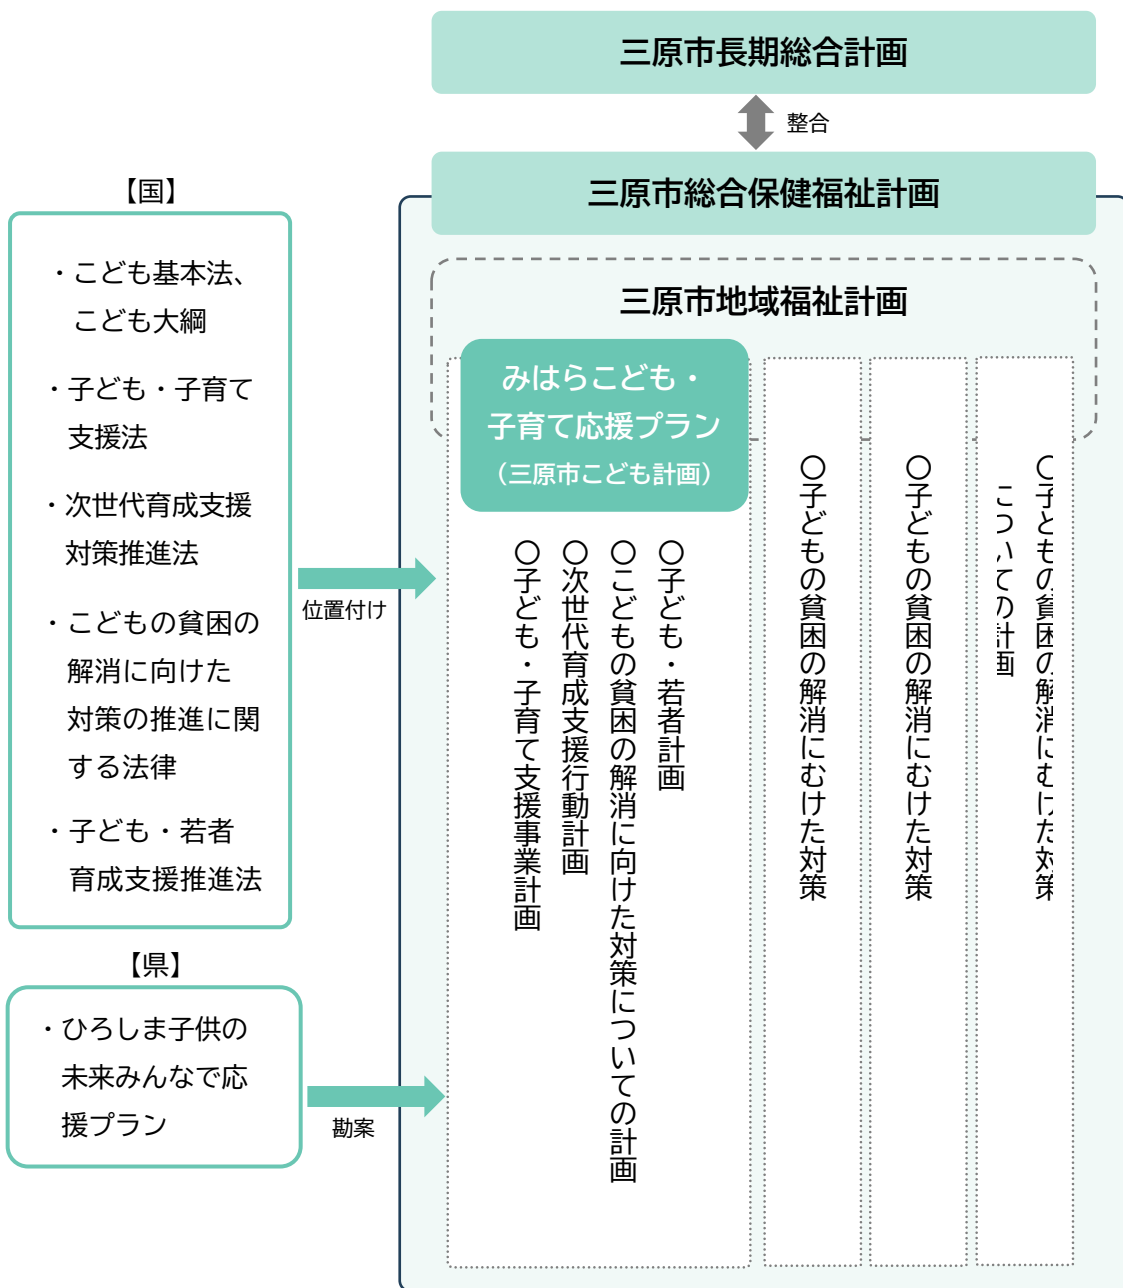 三原市長期総合計画
整合
三原市総合保健福祉計画
【国】
・こども基本法、
こども大綱
・子ども・子育て
支援法
・次世代育成支援
対策推進法
・こどもの貧困の
解消に向けた
対策の推進に関
する法律
・子ども・若者
育成支援推進法
位置付け
【県】
・ひろしま子供の
未来みんなで応
援プラン
勘案
三原市地域福祉計画
みはらこども・
子育て応援プラン
（三原市こども計画）
〇子ども・若者計画
〇こどもの貧困の解消に向けた対策についての計画
〇次世代育成支援行動計画
〇子ども・子育て支援事業計画
〇子どもの貧困の解消にむけた対策
〇子どもの貧困の解消にむけた対策
〇子どもの貧困の解消にむけた対策
についての計画